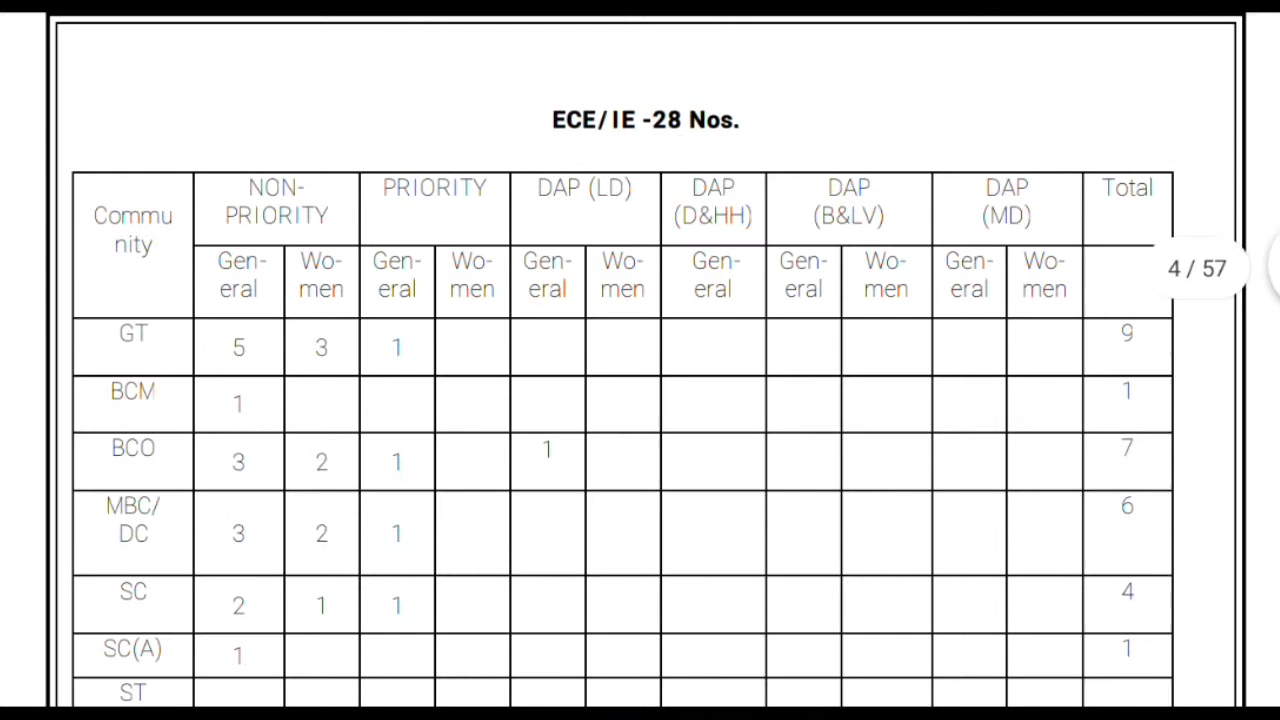 ECE/IE -28 Nos.
Commu
nity
NON-
PRIORITY
PRIORITY
DAP (LD)
DAP
(D&HH)
DAP
(B&LV)
DAP
(MD)
Total
Gen-
eral
Wo-
men
Gen-
eral
Wo-
men
Gen-
eral
Wo-
men
Gen-
eral
Gen-
eral
Wo-
men
Gen-
eral
Wo-
men
4 / 57
GT 5 3 1 9
BCM 1 1
BCO 3 2 1 1 7
MBC/
DC 3 2 1 6
SC 2 1 1 4
SC(A) 1 1
ST